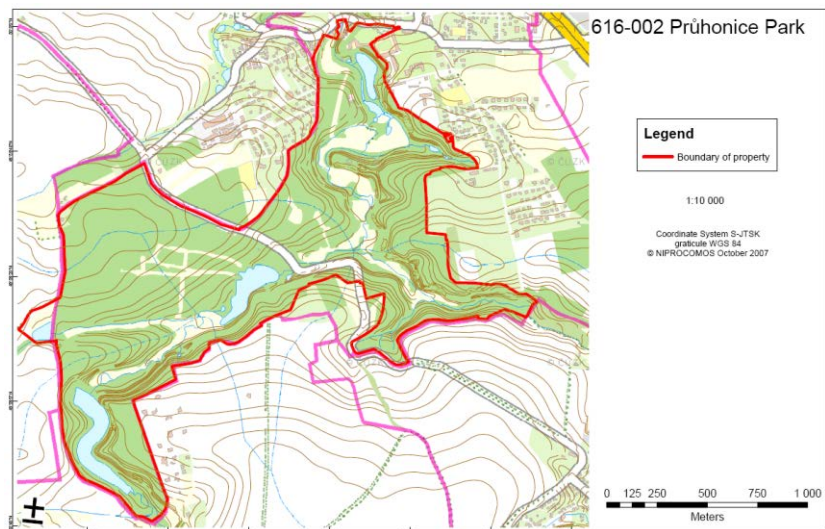 616-002 Průhonice Park
Legend
Boundary of property
1:10 000
Coordinate System S-JTSK
graticule WGS 84
© NIPROCOMOS October 2007
© ČÚZK
0 125 250 500 750 1 000
Meters